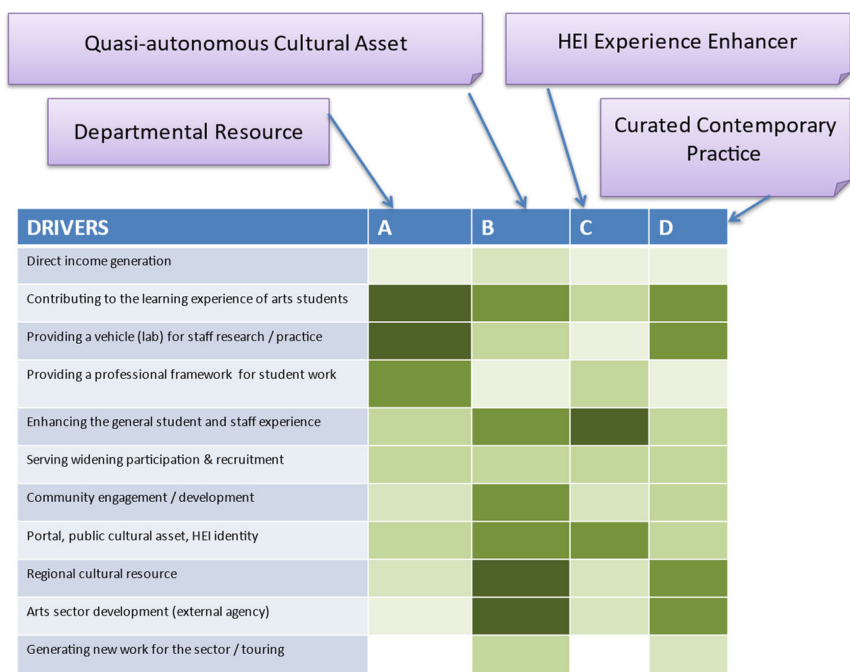 Quasi-autonomous Cultural Asset
HEI Experience Enhancer
Departmental Resource
Curated Contemporary
Practice
DRIVERS A B C D
Direct income generation
Contributing to the learning experience of arts students
Providing a vehicle (lab) for staff research / practice
Providing a professional framework for student work
Enhancing the general student and staff experience
Serving widening participation & recruitment
Community engagement / development
Portal, public cultural asset, HEI identity
Regional cultural resource
Arts sector development (external agency)
Generating new work for the sector / touring